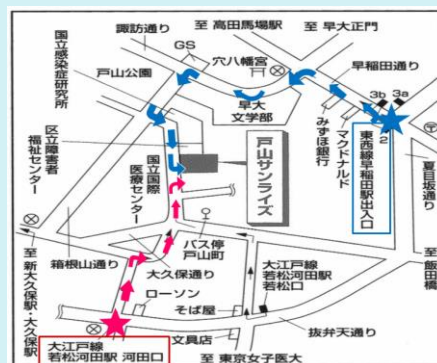 至 高田馬場駅
至 早大正門
諏訪通り
GS
穴八幡宮
早稲田通り
戸山公園
国立感染症研究所
早大
文学部
3b
3a
2
みずほ銀行
マクドナルド
東西線早稲田駅出入口
夏目坂通り
区立障害者
福祉センター
国立国際
医療センター
戸山サンライズ
バス停
戸山町
箱根山通り
大久保通り
大江戸線
若松河田駅
若松口
至 飯田橋
至 新大久保駅・大久保駅
ローソン
そば屋
抜弁天通り
文具店
大江戸線
若松河田駅 河田口
至 東京女子医大